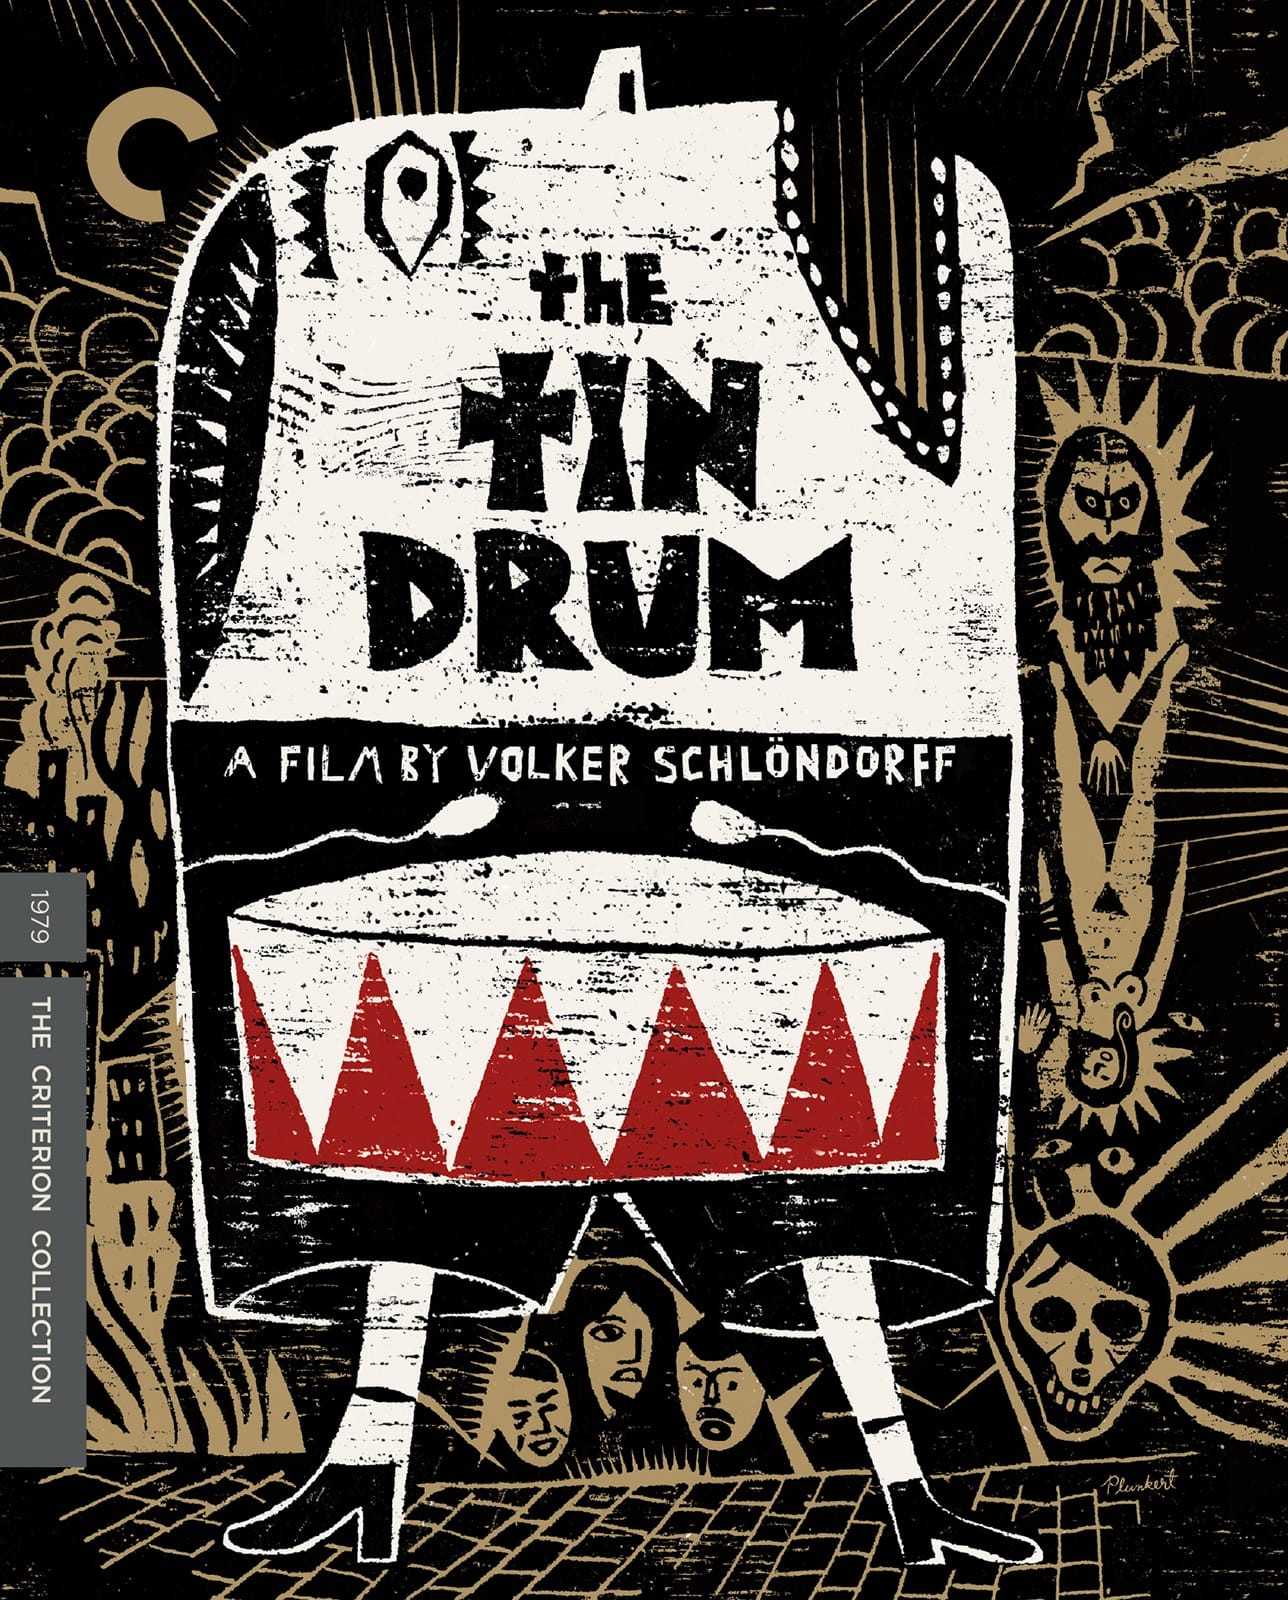 the
tIN
DRUM
A FILM BY VOLKER SCHLÖNDORFF
1979
THE CRITERION COLLECTION
Plunkert